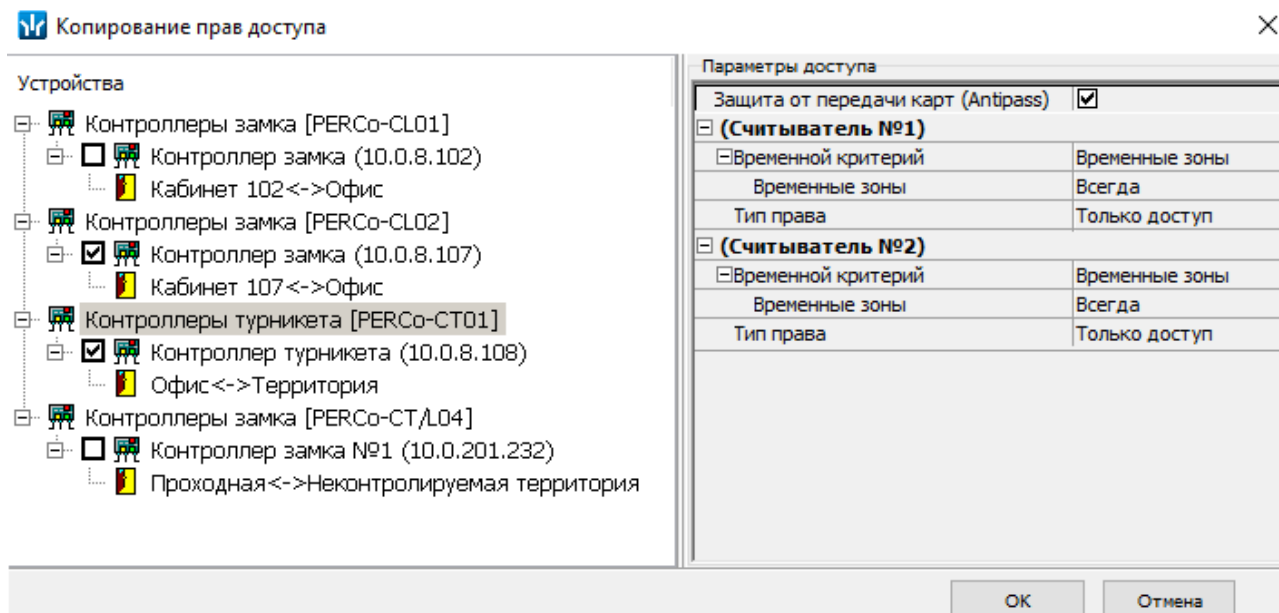 Копирование прав доступа
Устройства
Контроллеры замка [PERCo-CL01]
Контроллер замка (10.0.8.102)
Кабинет 102<->Офис
Контроллеры замка [PERCo-CL02]
Контроллер замка (10.0.8.107)
Кабинет 107<->Офис
Контроллеры турникета [PERCo-CT01]
Контроллер турникета (10.0.8.108)
Офис<->Территория
Контроллеры замка [PERCo-CT/L04]
Контроллер замка №1 (10.0.201.232)
Проходная<->Неконтролируемая территория
Параметры доступа
Защита от передачи карт (Antipass)
(Считыватель №1)
Временной критерий Временные зоны
Временные зоны Всегда
Тип права Только доступ
(Считыватель №2)
Временной критерий Временные зоны
Временные зоны Всегда
Тип права Только доступ
ОК Отмена